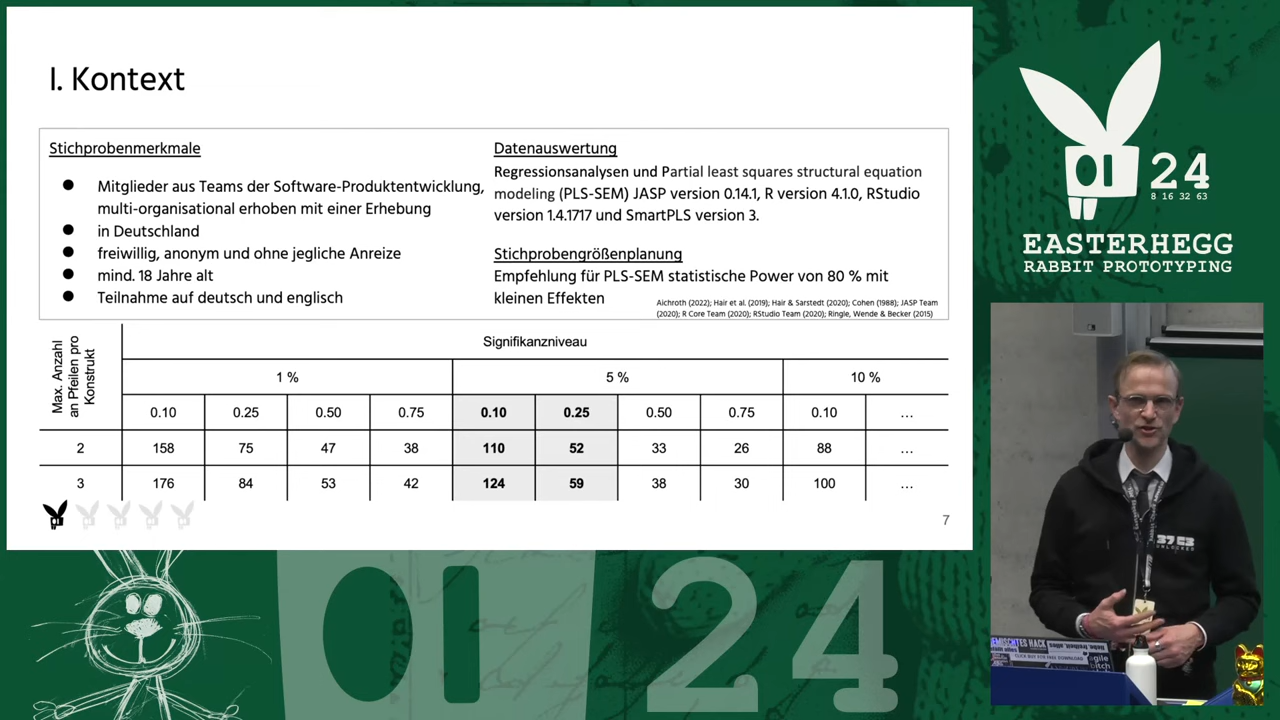 I. Kontext
Stichprobenmerkmale
Mitglieder aus Teams der Software-Produktentwicklung,
multi-organisational erhoben mit einer Erhebung
in Deutschland
freiwillig, anonym und ohne jegliche Anreize
mind. 18 Jahre alt
Teilnahme auf deutsch und englisch
Datenauswertung
Regressionsanalysen und Partial least squares structural equation
modeling (PLS-SEM) JASP version 0.14.1, R version 4.1.0, RStudio
version 1.4.1717 und SmartPLS version 3.
Stichprobengrößenplanung
Empfehlung für PLS-SEM statistische Power von 80 % mit
kleinen Effekten
Aichroth (2022); Hair et al. (2019); Hair & Sarstedt (2020); Cohen (1988); JASP Team
(2020); R Core Team (2020); RStudio Team (2020); Ringle, Wende & Becker (2015)
Max. Anzahl
an Pfeilen pro
Konstrukt
Signifikanzniveau
1 % 5 % 10 %
0.10 0.25 0.50 0.75 0.10 0.25 0.50 0.75 0.10 ...
2 158 75 47 38 110 52 33 26 88 ...
3 176 84 53 42 124 59 38 30 100 ...
7
24
8 16 32 63
EASTERHEGG
RABBIT PROTOTYPING
37C3
UNLOCKED
24